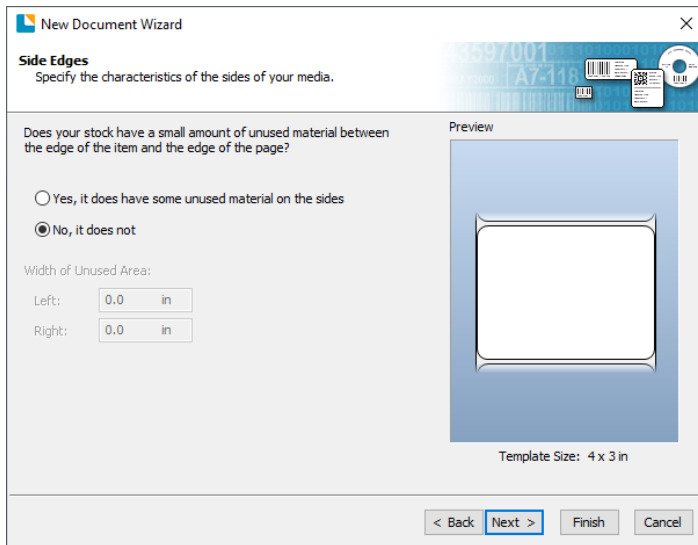 New Document Wizard
Side Edges
Specify the characteristics of the sides of your media.
3597001
A7-118
Does your stock have a small amount of unused material between
the edge of the item and the edge of the page?
Preview
Yes, it does have some unused material on the sides
No, it does not
Width of Unused Area:
Left: 0.0 in
Right: 0.0 in
Template Size: 4 x 3 in
< Back
Next >
Finish
Cancel